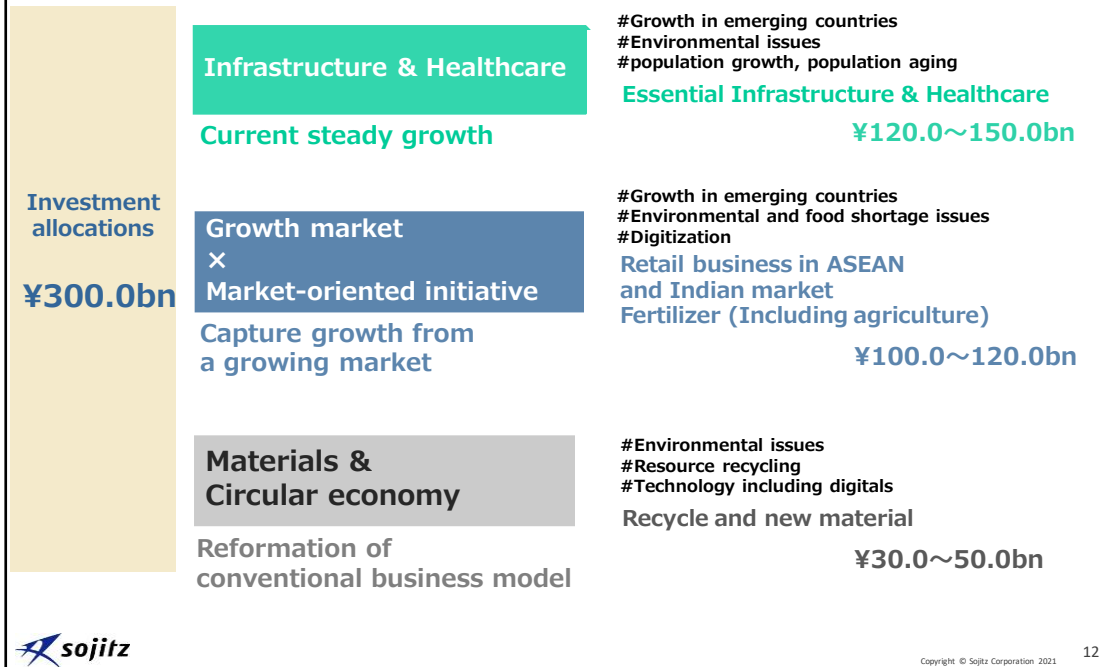 Investment
allocations
¥300.0bn
Infrastructure & Healthcare
Current steady growth
#Growth in emerging countries
#Environmental issues
#population growth, population aging
Essential Infrastructure & Healthcare
¥120.0～150.0bn
Growth market
×
Market-oriented initiative
Capture growth from
a growing market
#Growth in emerging countries
#Environmental and food shortage issues
#Digitization
Retail business in ASEAN
and Indian market
Fertilizer (Including agriculture)
¥100.0～120.0bn
Materials &
Circular economy
Reformation of
conventional business model
#Environmental issues
#Resource recycling
#Technology including digitals
Recycle and new material
¥30.0～50.0bn
sojitz
Copyright © Sojitz Corporation 2021
12